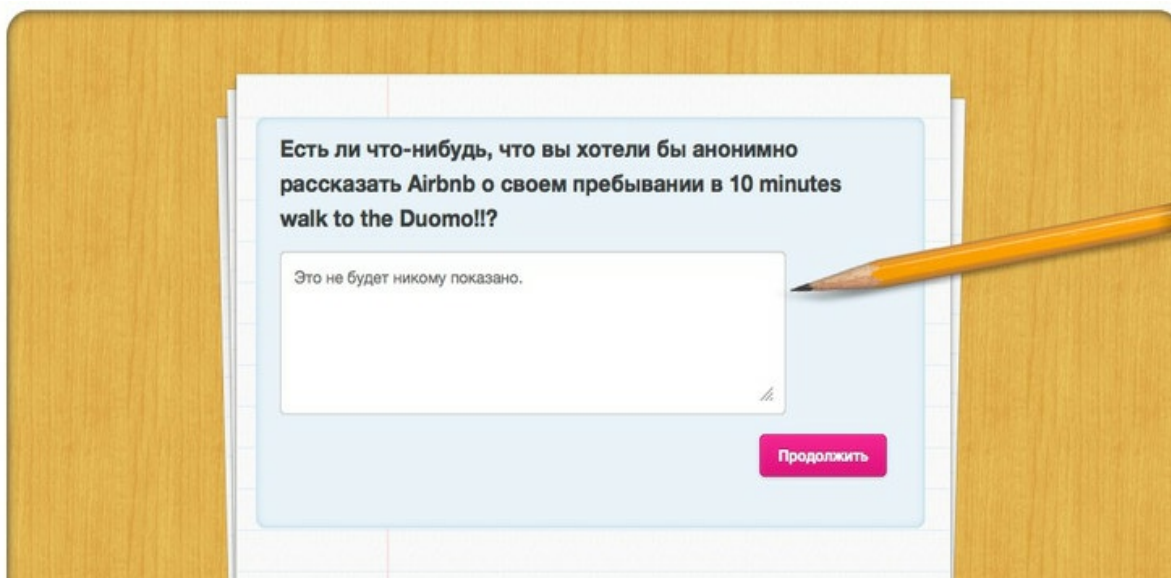 Есть ли что-нибудь, что вы хотели бы анонимно
рассказать Airbnb о своем пребывании в 10 minutes
walk to the Duomo!!?
Это не будет никому показано.
Продолжить